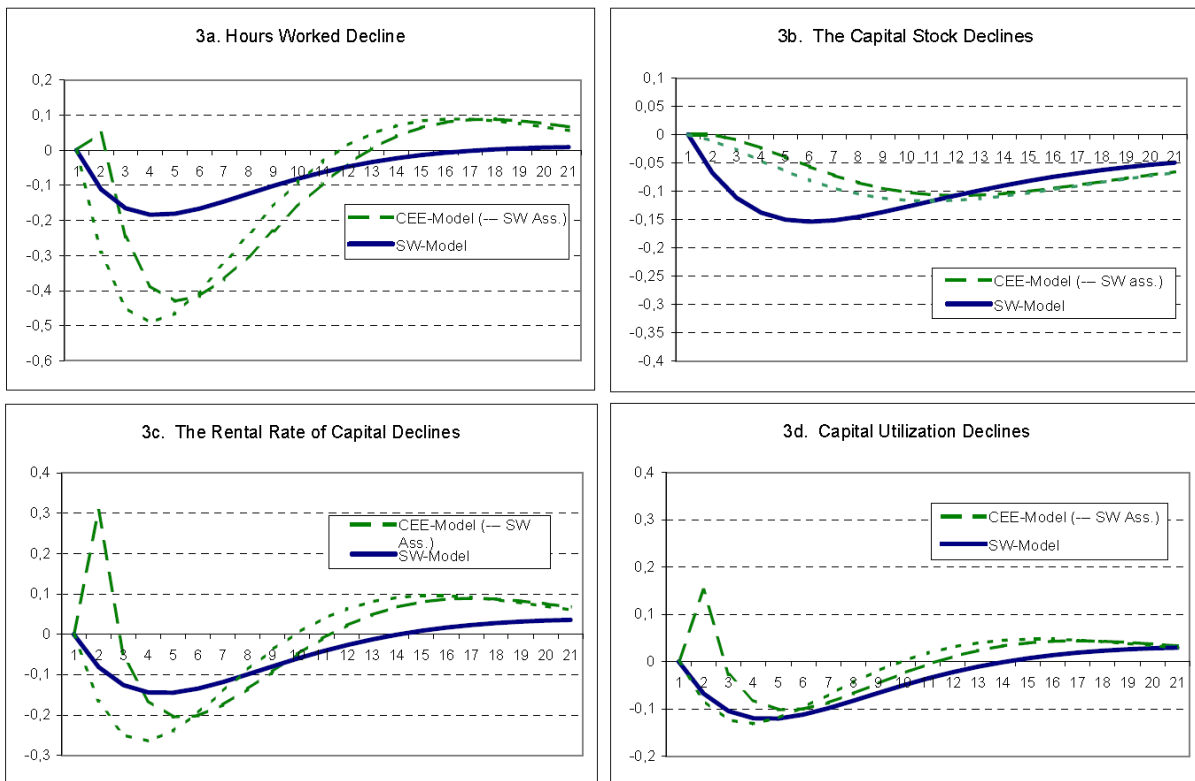 3a. Hours Worked Decline
0,2
0,1
0
-0,1
-0,2
-0,3
-0,4
-0,5
-0,6
1 2 3 4 5 6 7 8 9 10 11 12 13 14 15 16 17 18 19 20 21
CEE-Model (--- SW Ass.)
SW-Model
3b. The Capital Stock Declines
0,1
0,05
0
-0,05
-0,1
-0,15
-0,2
-0,25
-0,3
-0,35
-0,4
1 2 3 4 5 6 7 8 9 10 11 12 13 14 15 16 17 18 19 20 21
CEE-Model (--- SW ass.)
SW-Model
3c. The Rental Rate of Capital Declines
0,4
0,3
0,2
0,1
0
-0,1
-0,2
-0,3
1 2 3 4 5 6 7 8 9 10 11 12 13 14 15 16 17 18 19 20 21
CEE-Model (--- SW
Ass.)
SW-Model
3d. Capital Utilization Declines
0,4
0,3
0,2
0,1
0
-0,1
-0,2
1 2 3 4 5 6 7 8 9 10 11 12 13 14 15 16 17 18 19 20 21
CEE-Model (--- SW Ass.)
SW-Model